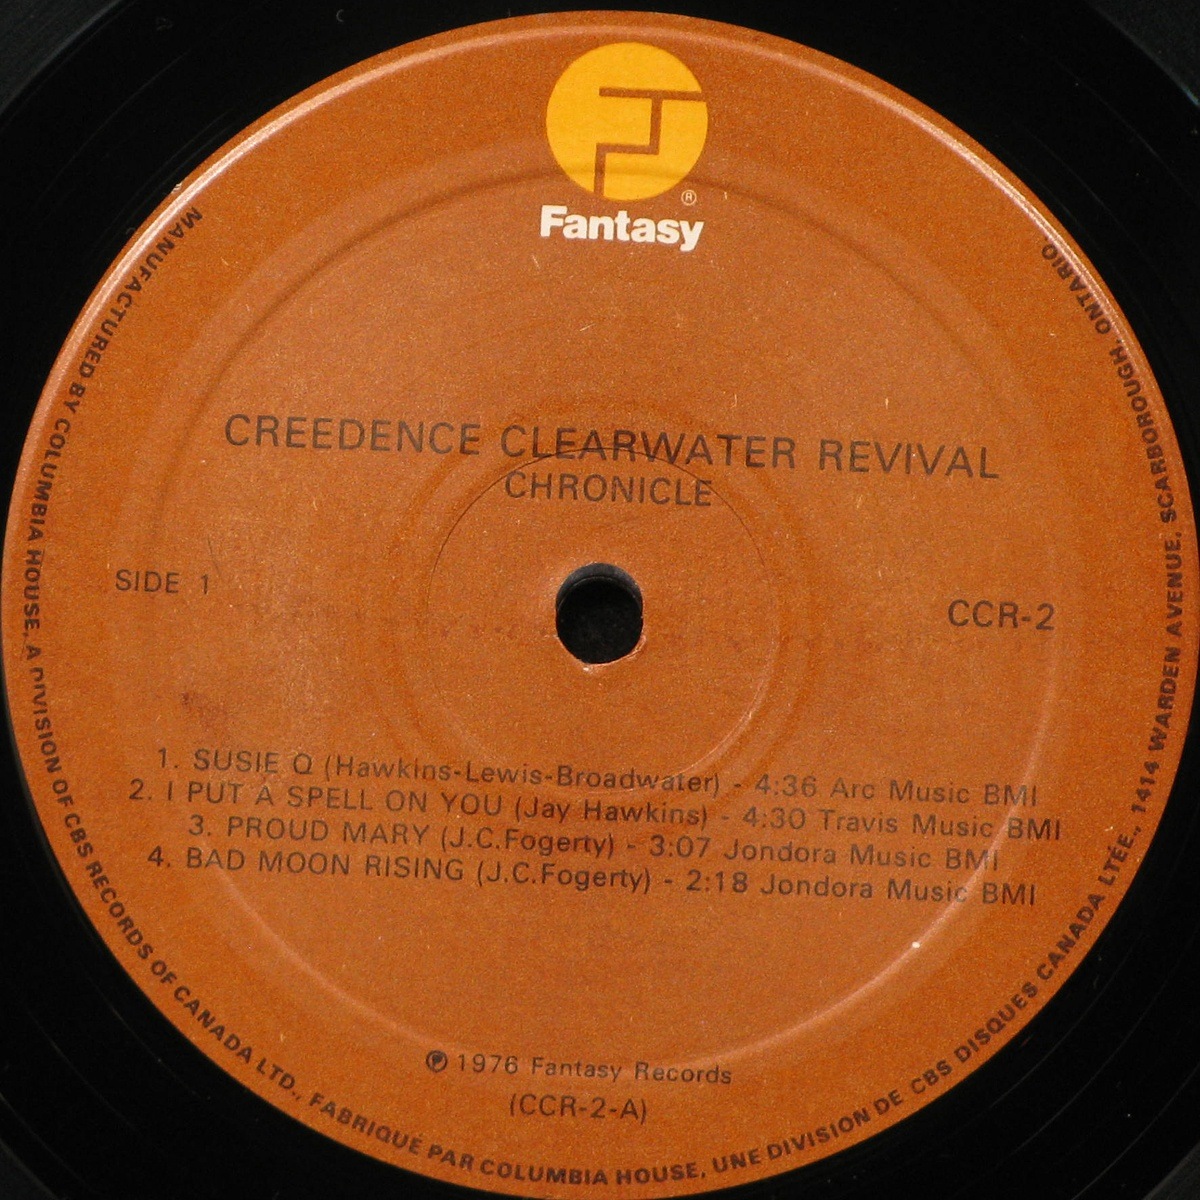 Fantasy
®
CREEDENCE CLEARWATER REVIVAL
CHRONICLE
SIDE 1
CCR-2
1. SUSIE Q (Hawkins-Lewis-Broadwater) - 4:36 Arc Music BMI
2. I PUT A SPELL ON YOU (Jay Hawkins) - 4:30 Travis Music BMI
3. PROUD MARY (J.C.Fogerty) - 3:07 Jondora Music BMI
4. BAD MOON RISING (J.C.Fogerty) - 2:18 Jondora Music BMI
℗ 1976 Fantasy Records
(CCR-2-A)
MANUFACTURED BY COLUMBIA HOUSE, A DIVISION OF CBS RECORDS OF CANADA LTD., FABRIQUÉ PAR COLUMBIA HOUSE, UNE DIVISION DE CBS DISQUES CANADA LTÉE., 1414 WARDEN AVENUE, SCARBOROUGH, ONTARIO.